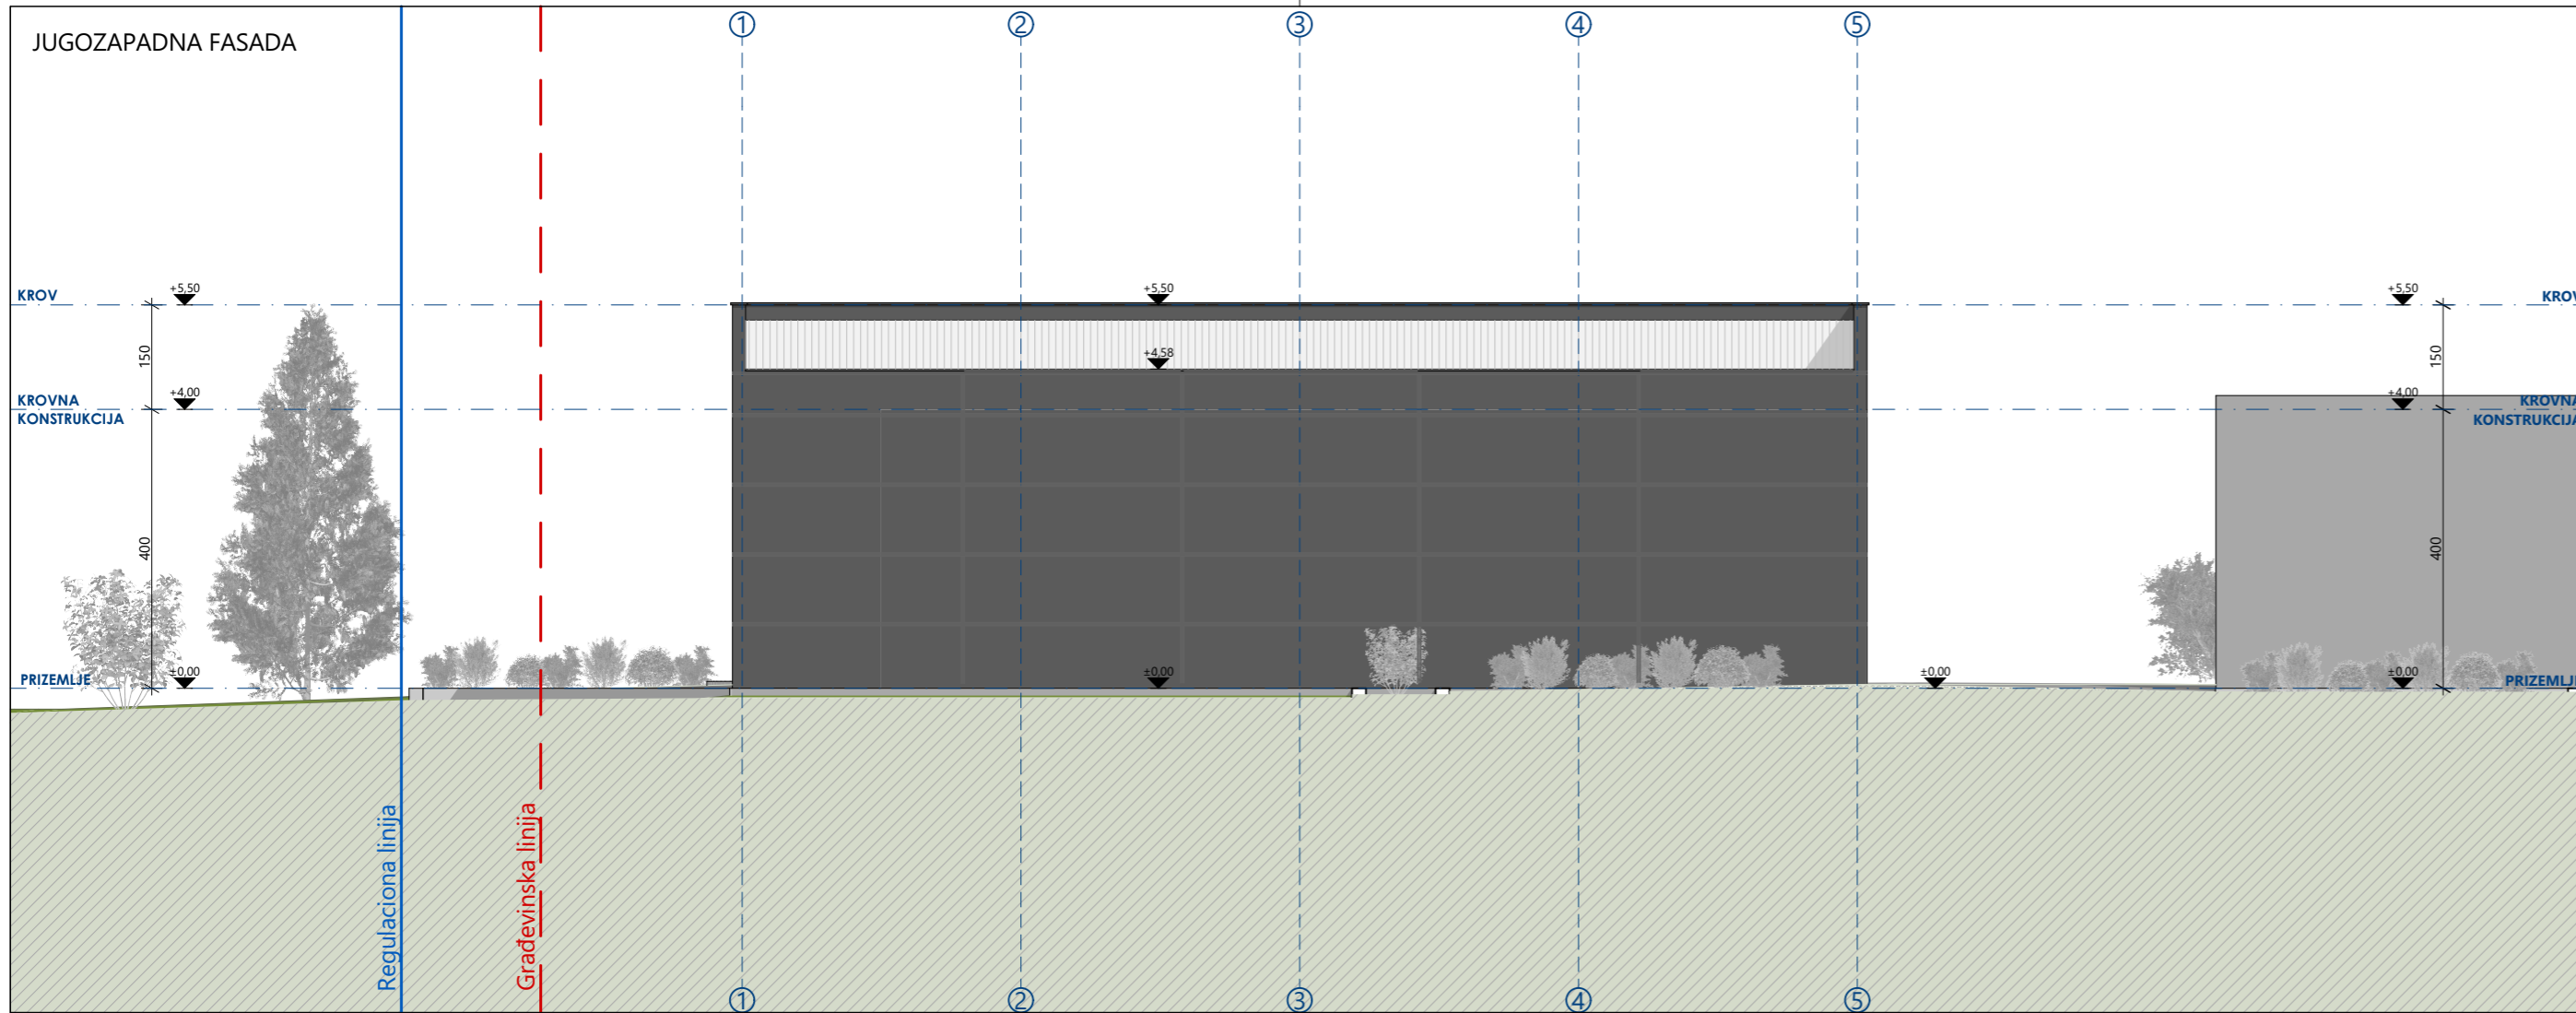 JUGOZAPADNA FASADA
1 2 3 4 5
KROV +5,50 +5,50 +5,50 KROV
150 150
+4,58
KROVNA +4,00 +4,00 KROVNA
KONSTRUKCIJA KONSTRUKCIJA
400 400
PRIZEMLJE ±0,00 ±0,00 ±0,00 ±0,00 PRIZEMLJE
Regulaciona linija
Građevinska linija
1 2 3 4 5